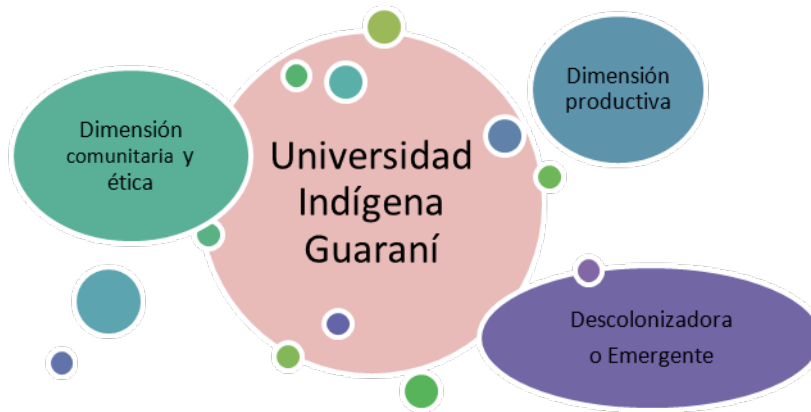 Dimensión
comunitaria y
ética
Universidad
Indígena
Guaraní
Dimensión
productiva
Descolonizadora
o Emergente